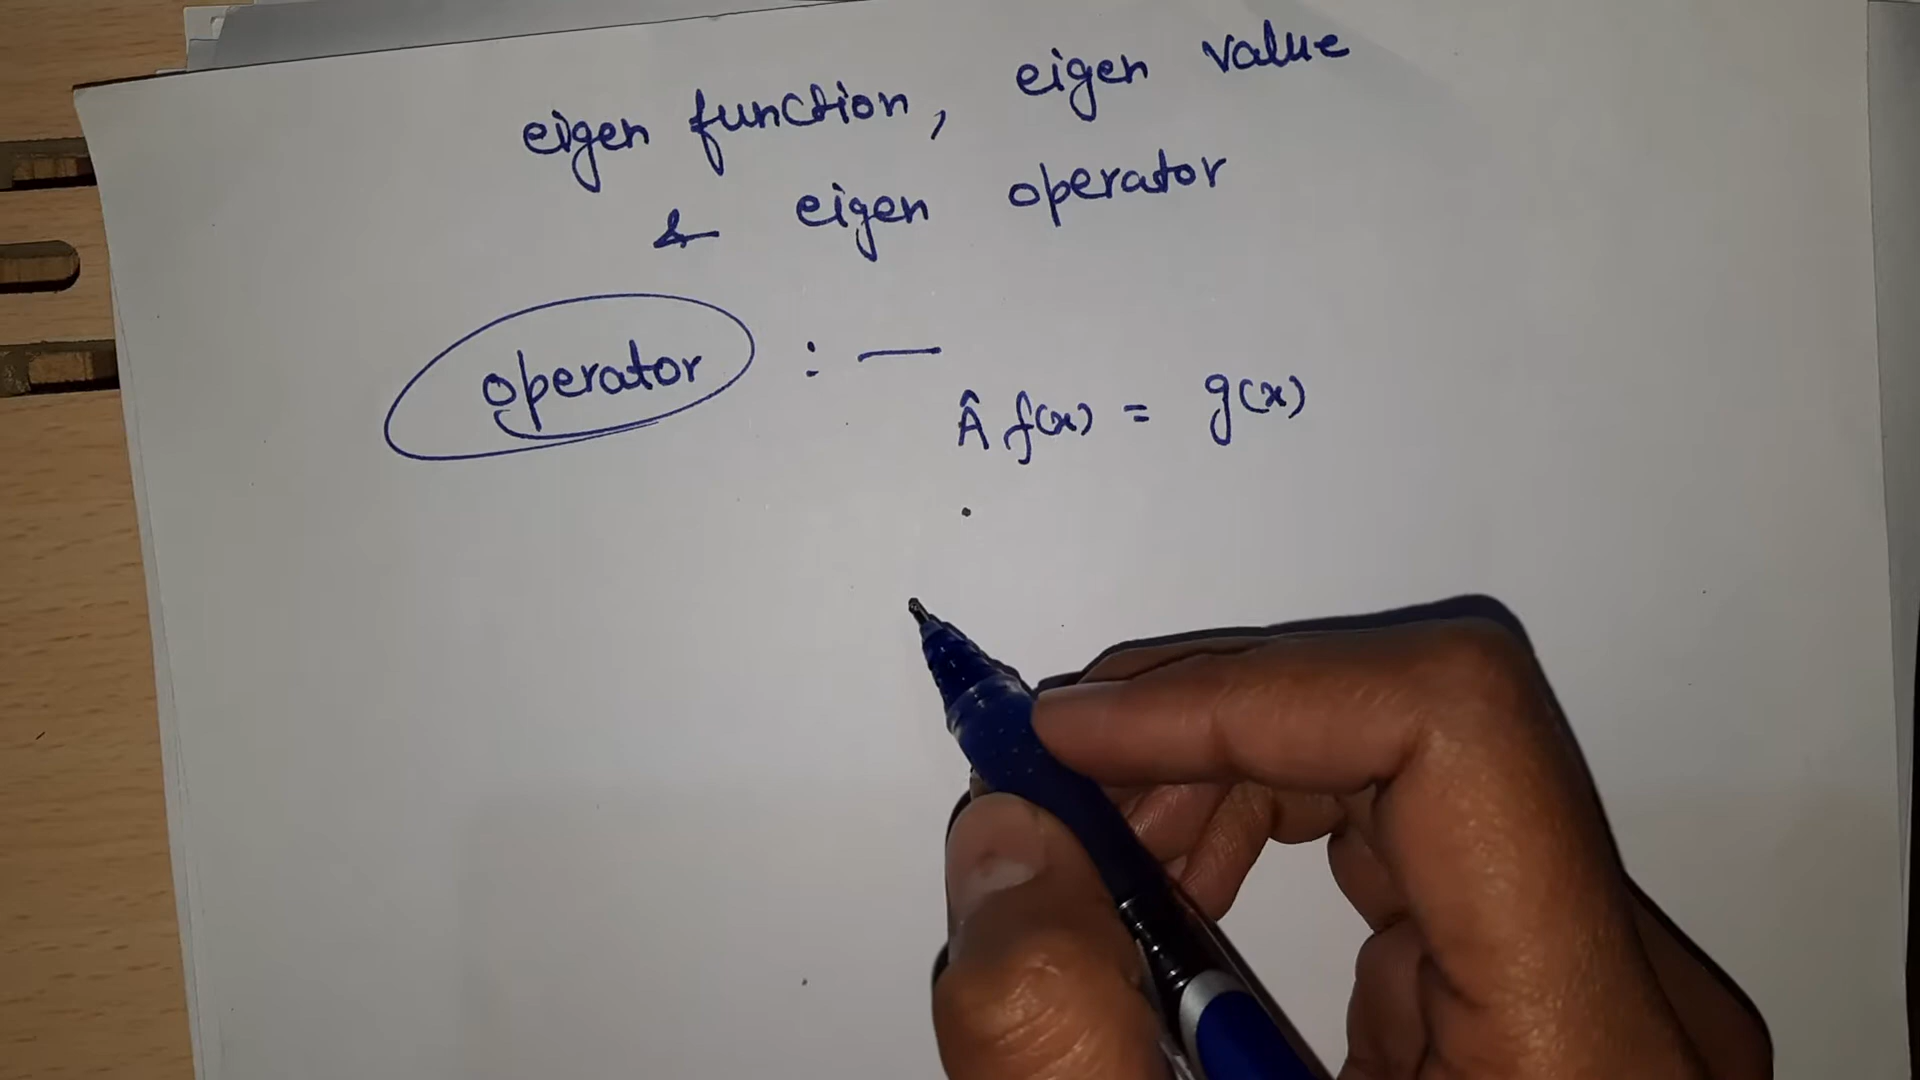 eigen function, eigen value
& eigen operator
operator : —
Â f(x) = g(x)